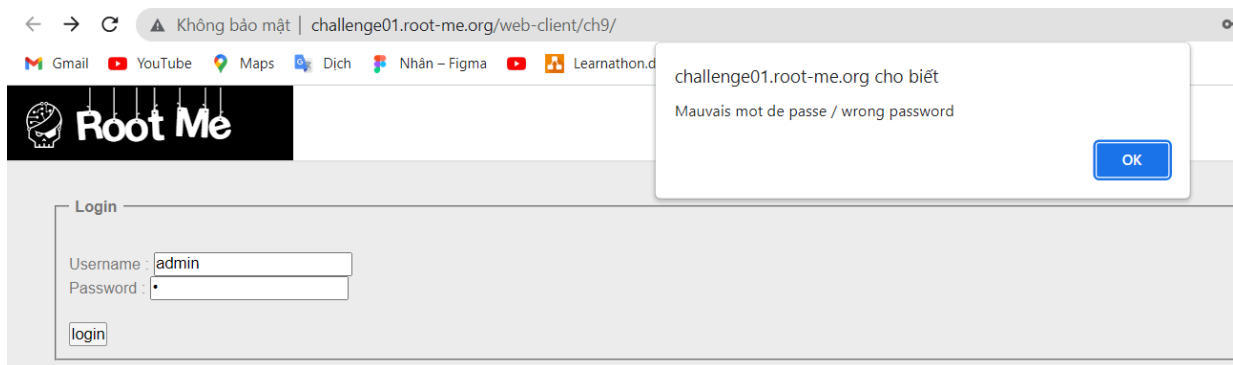 Không bảo mật | challenge01.root-me.org/web-client/ch9/
Gmail YouTube Maps Dịch Nhân – Figma Learnathon.d
challenge01.root-me.org cho biết
Mauvais mot de passe / wrong password
OK
Root Me
Login
Username : admin
Password : •
login